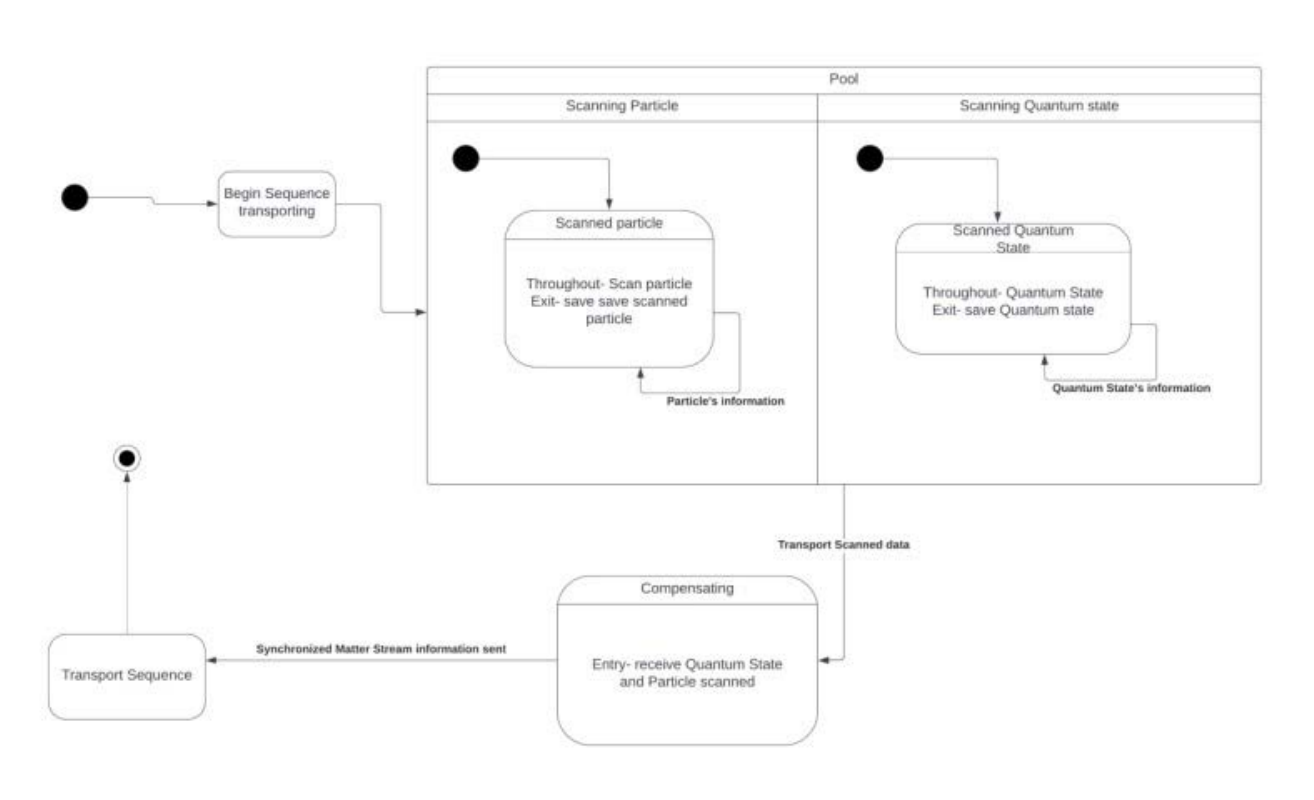 Pool
Scanning Particle
Scanning Quantum state
Begin Sequence
transporting
Scanned particle
Throughout- Scan particle
Exit- save save scanned
particle
Particle's information
Scanned Quantum
State
Throughout- Quantum State
Exit- save Quantum state
Quantum State's information
Transport Scanned data
Compensating
Entry- receive Quantum State
and Particle scanned
Synchronized Matter Stream information sent
Transport Sequence